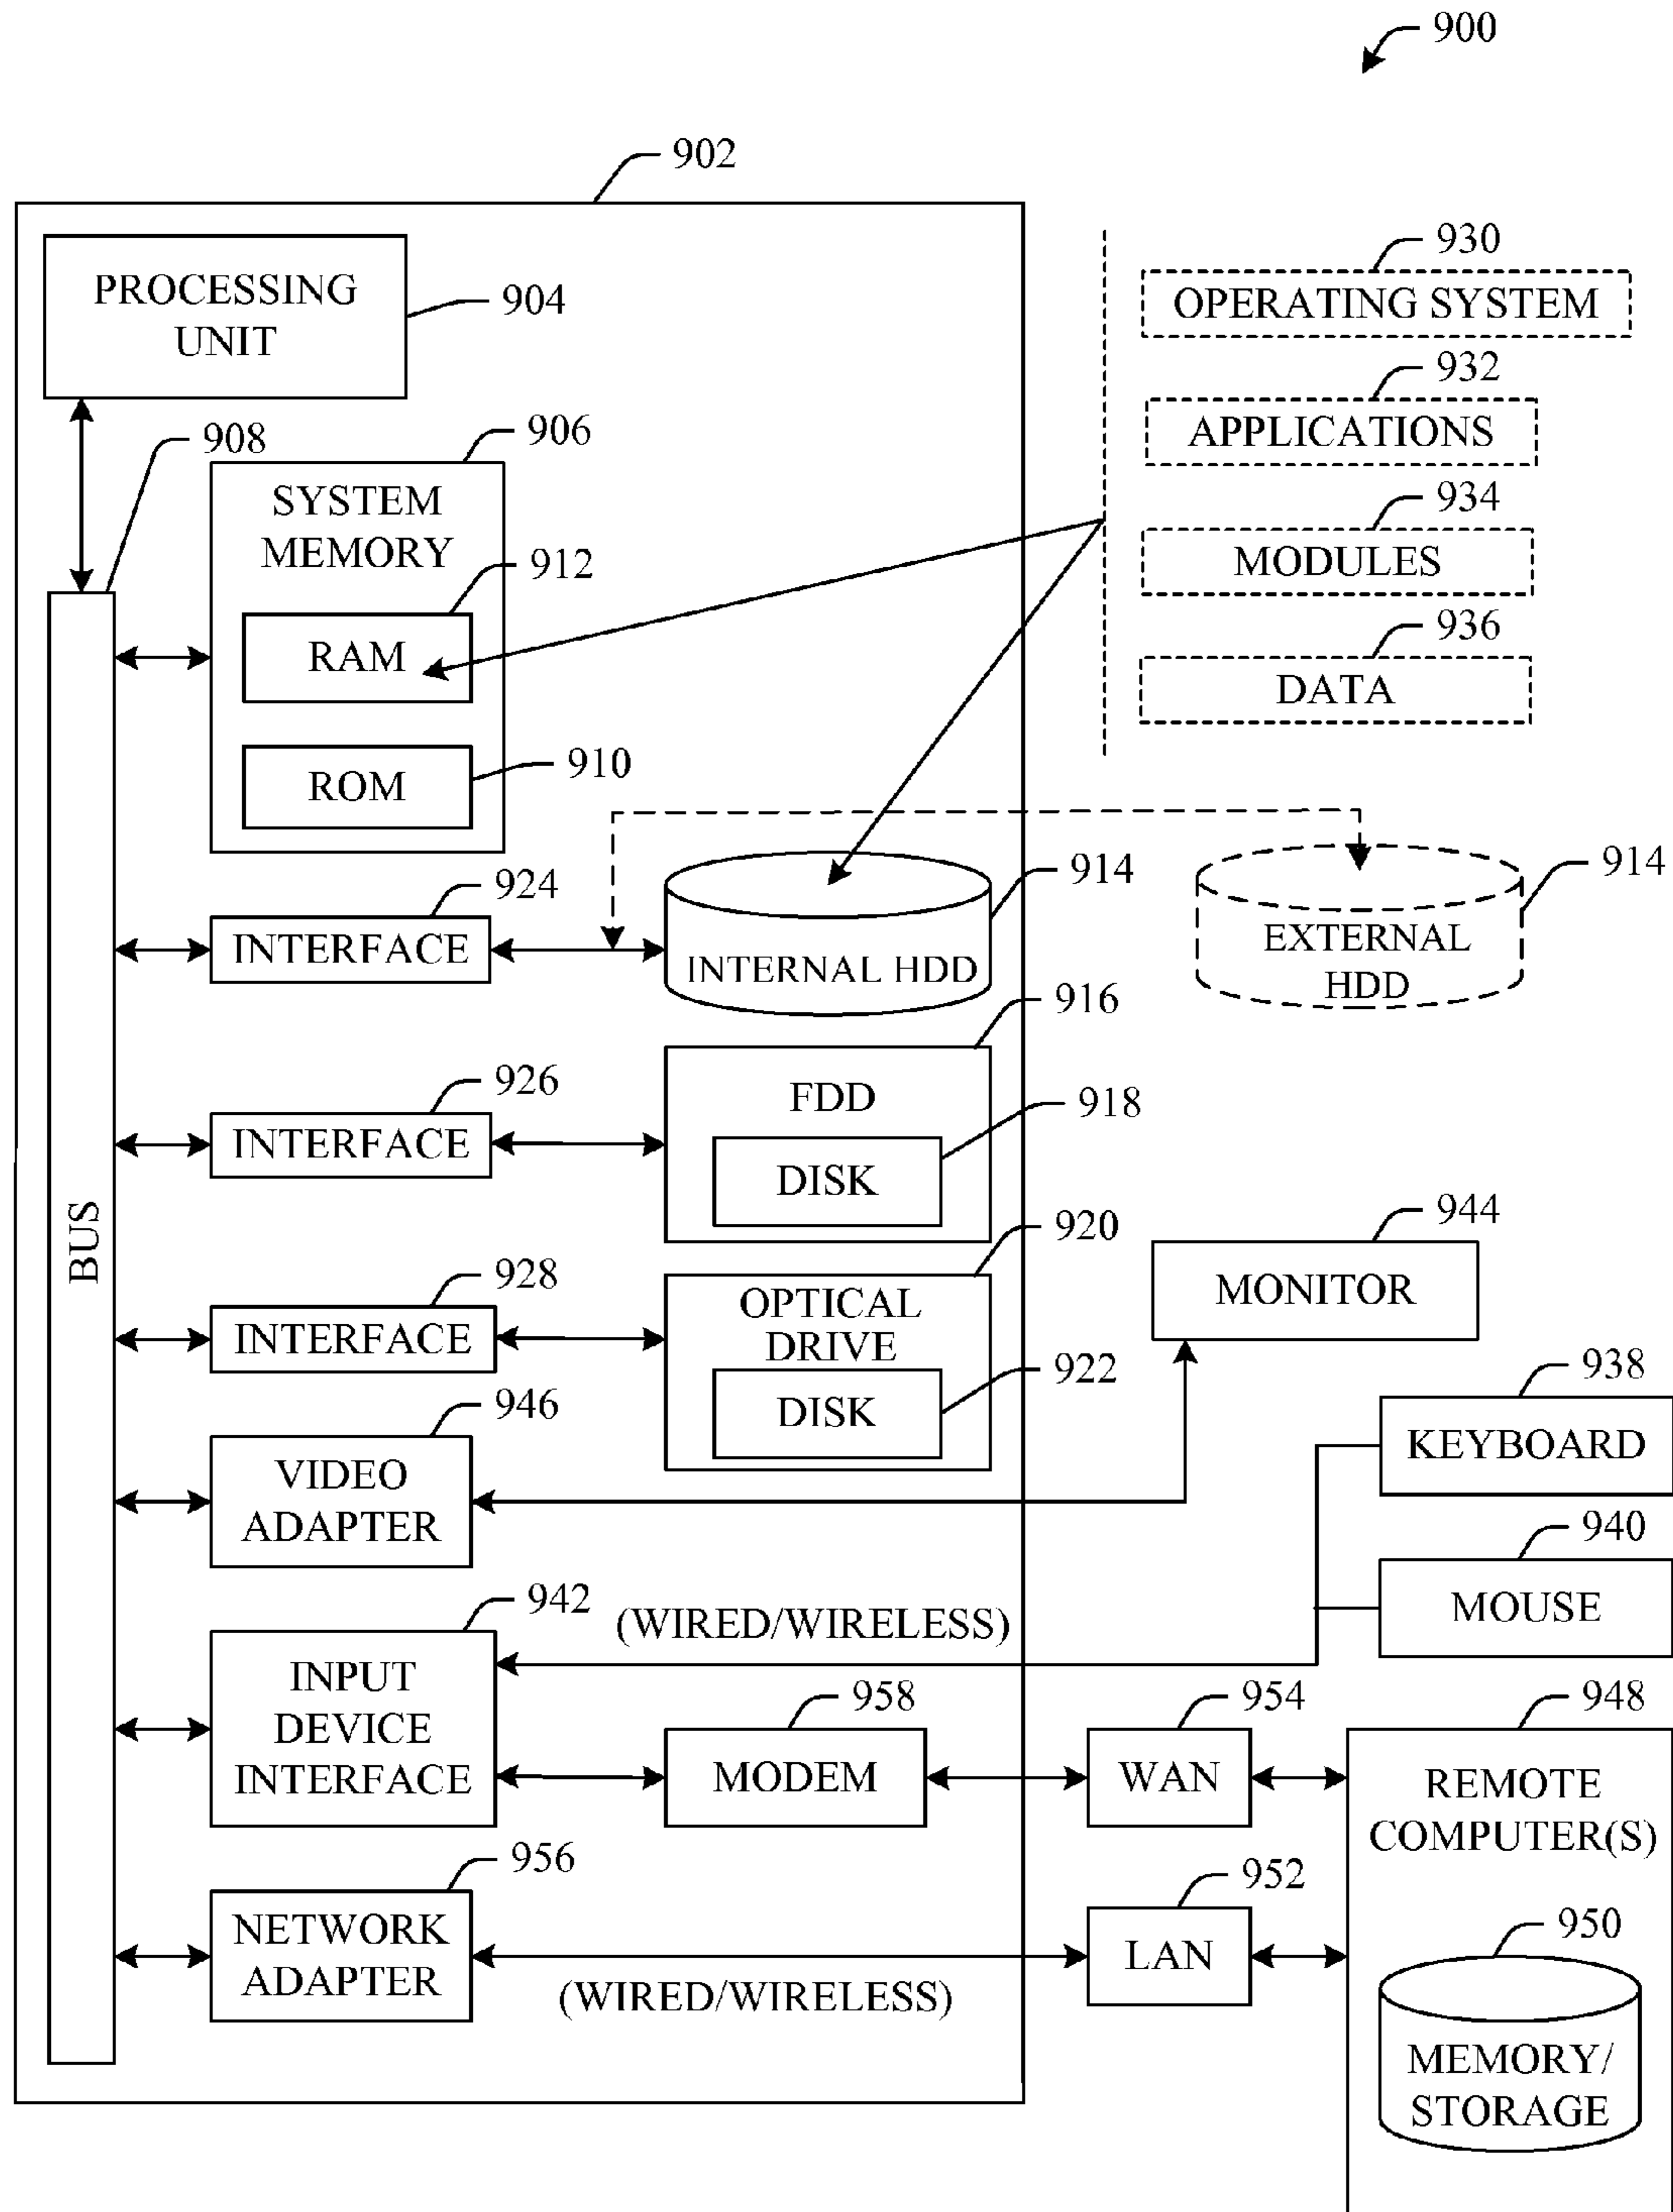 900
902
PROCESSING
UNIT
904
930
OPERATING SYSTEM
932
APPLICATIONS
934
MODULES
936
DATA
908
906
SYSTEM
MEMORY
912
RAM
910
ROM
BUS
924
INTERFACE
914
INTERNAL HDD
914
EXTERNAL
HDD
926
INTERFACE
916
FDD
918
DISK
928
INTERFACE
920
OPTICAL
DRIVE
922
DISK
944
MONITOR
946
VIDEO
ADAPTER
938
KEYBOARD
940
MOUSE
942
INPUT
DEVICE
INTERFACE
(WIRED/WIRELESS)
958
MODEM
954
WAN
948
REMOTE
COMPUTER(S)
956
NETWORK
ADAPTER
(WIRED/WIRELESS)
952
LAN
950
MEMORY/
STORAGE